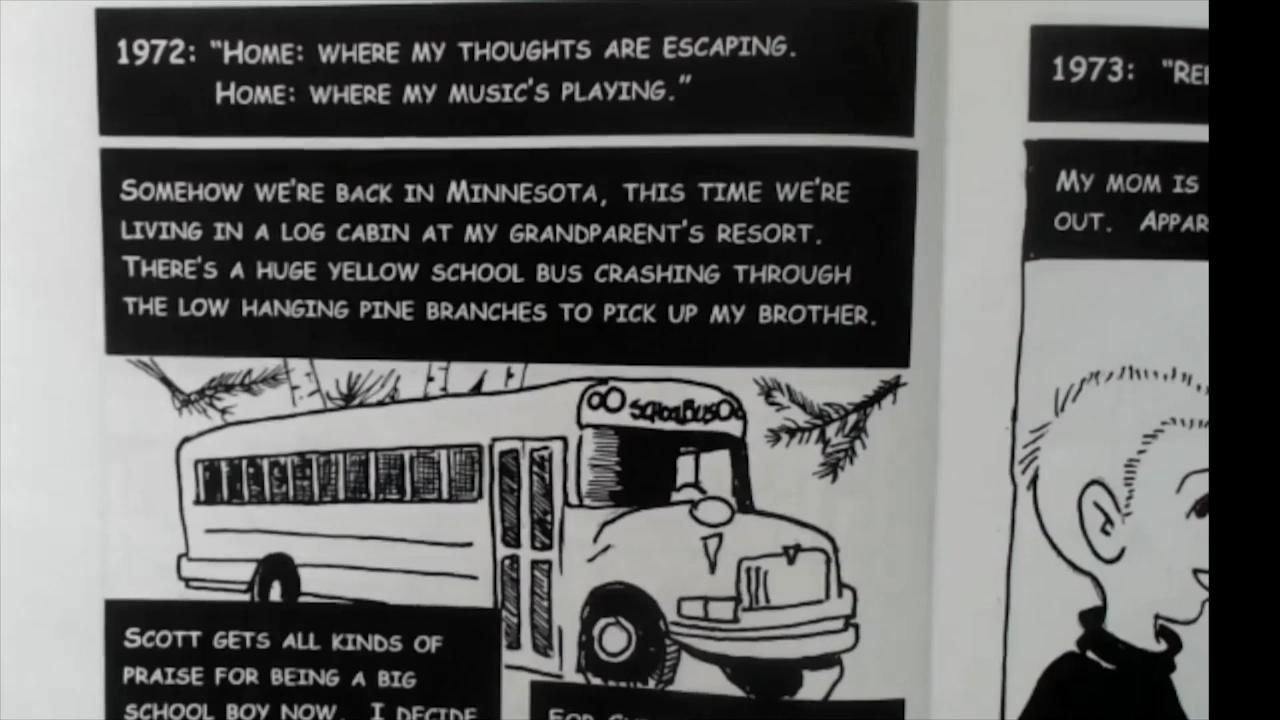 1972: "HOME: WHERE MY THOUGHTS ARE ESCAPING.
HOME: WHERE MY MUSIC'S PLAYING."
SOMEHOW WE'RE BACK IN MINNESOTA, THIS TIME WE'RE
LIVING IN A LOG CABIN AT MY GRANDPARENT'S RESORT.
THERE'S A HUGE YELLOW SCHOOL BUS CRASHING THROUGH
THE LOW HANGING PINE BRANCHES TO PICK UP MY BROTHER.
SCHOOL BUS
SCOTT GETS ALL KINDS OF
PRAISE FOR BEING A BIG
SCHOOL BOY NOW. I DECIDE
1973:
MY MOM IS
OUT.